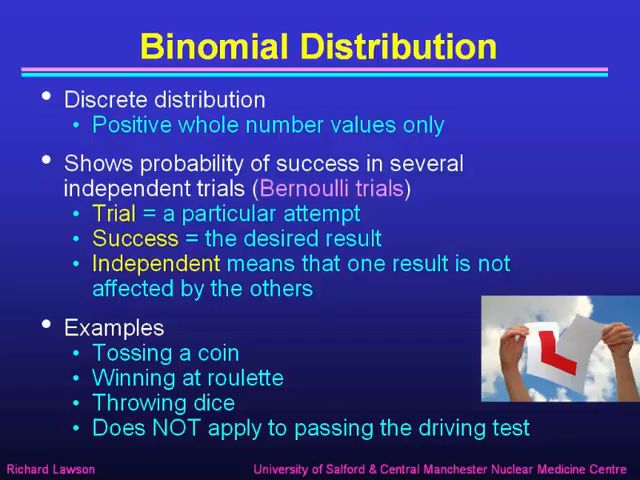 Binomial Distribution
• Discrete distribution
• Positive whole number values only
• Shows probability of success in several
independent trials (Bernoulli trials)
• Trial = a particular attempt
• Success = the desired result
• Independent means that one result is not
affected by the others
• Examples
• Tossing a coin
• Winning at roulette
• Throwing dice
• Does NOT apply to passing the driving test
L
Richard Lawson
University of Salford & Central Manchester Nuclear Medicine Centre